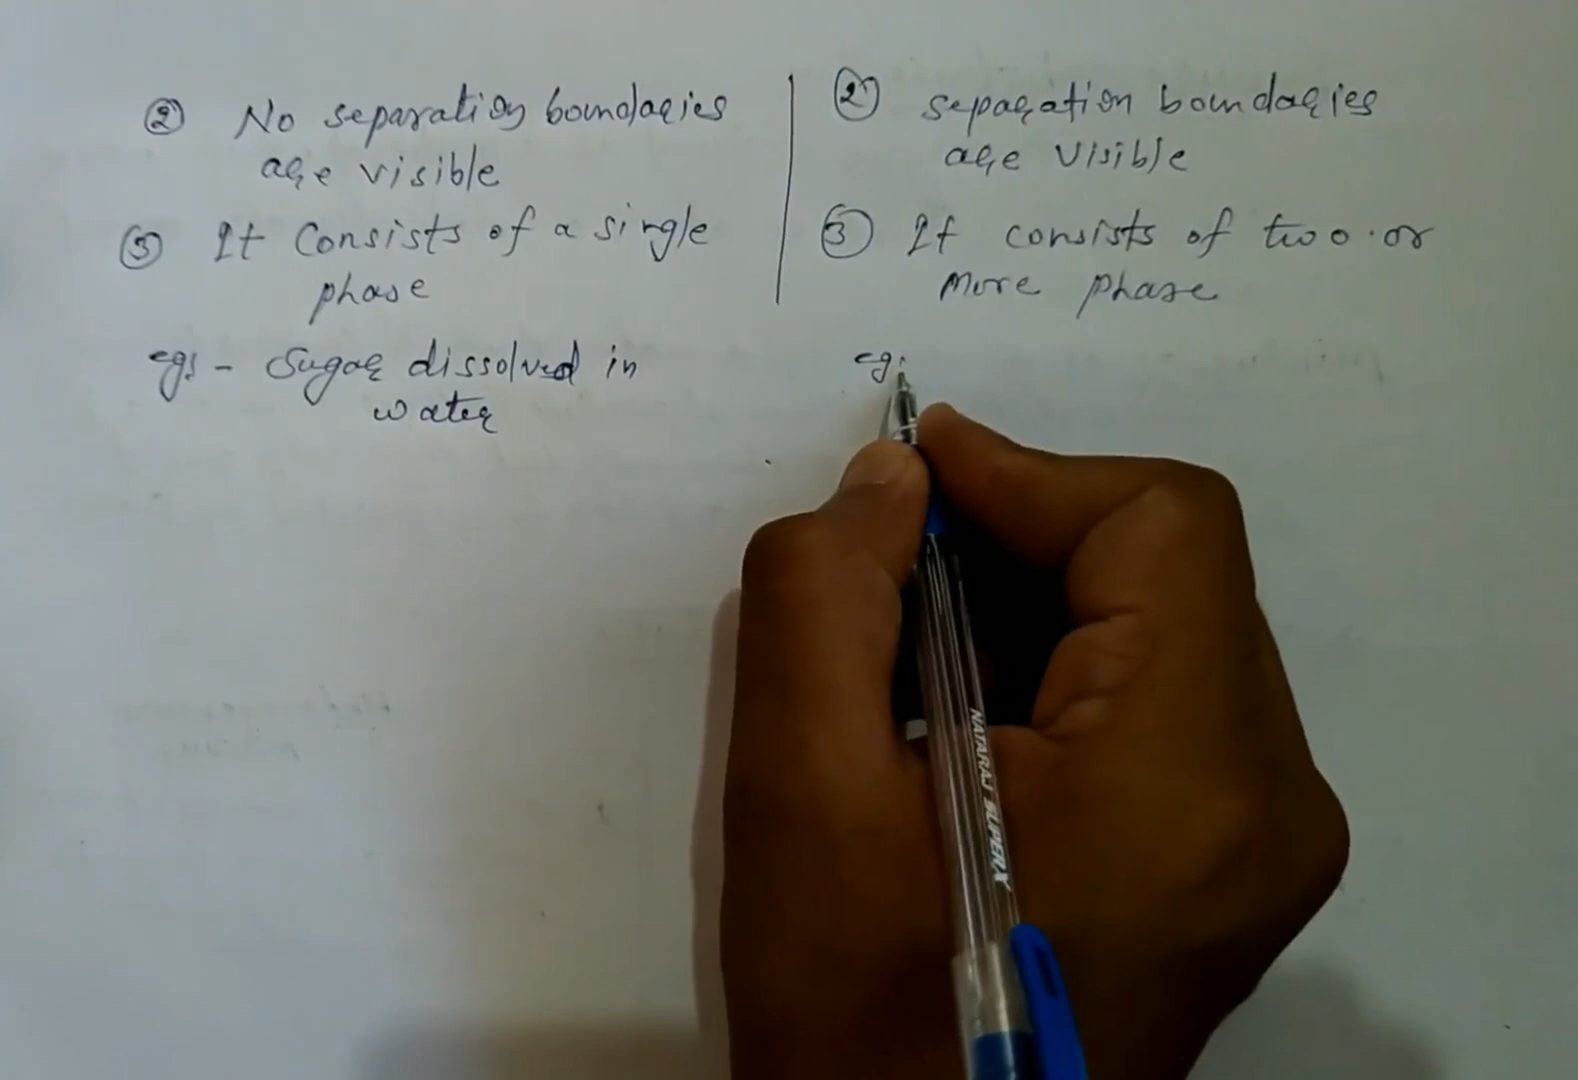 ② No separation boundaries
are visible
③ It Consists of a single
phase
egs - Sugar dissolved in
water
② separation boundaries
are visible
③ It consists of two or
more phase
eg:
NATARAJ SUPERX